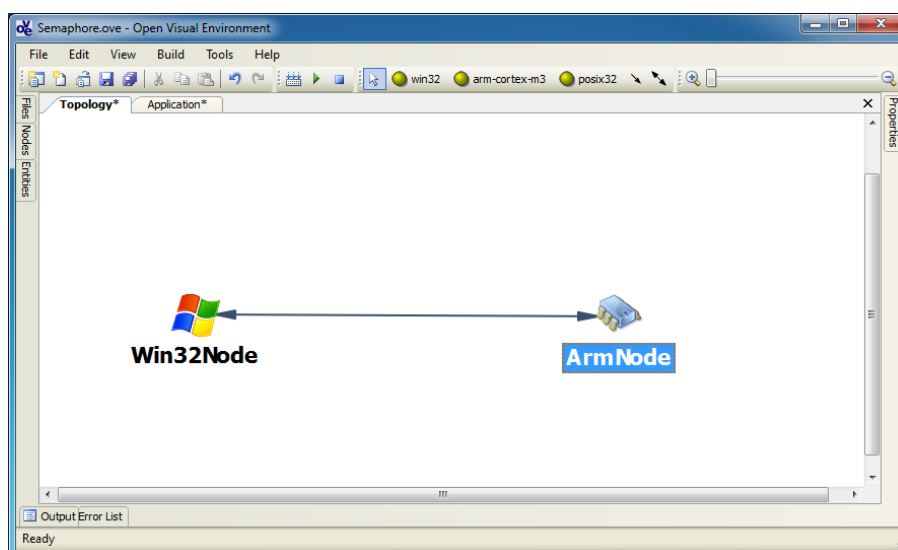 Semaphore.ove - Open Visual Environment
File Edit View Build Tools Help
win32 arm-cortex-m3 posix32
Files Nodes Entities
Topology* Application*
Properties
Win32Node
ArmNode
Output Error List
Ready